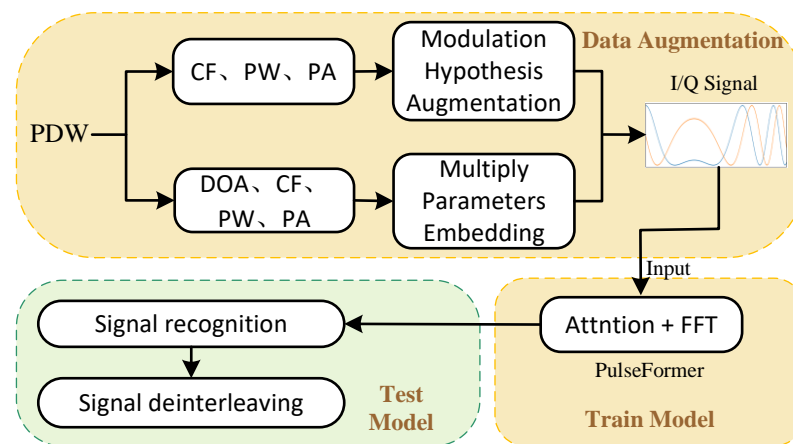 Data Augmentation
PDW
CF、PW、PA
Modulation
Hypothesis
Augmentation
I/Q Signal
DOA、CF、
PW、PA
Multiply
Parameters
Embedding
Input
Attntion + FFT
PulseFormer
Train Model
Signal recognition
Signal deinterleaving
Test
Model